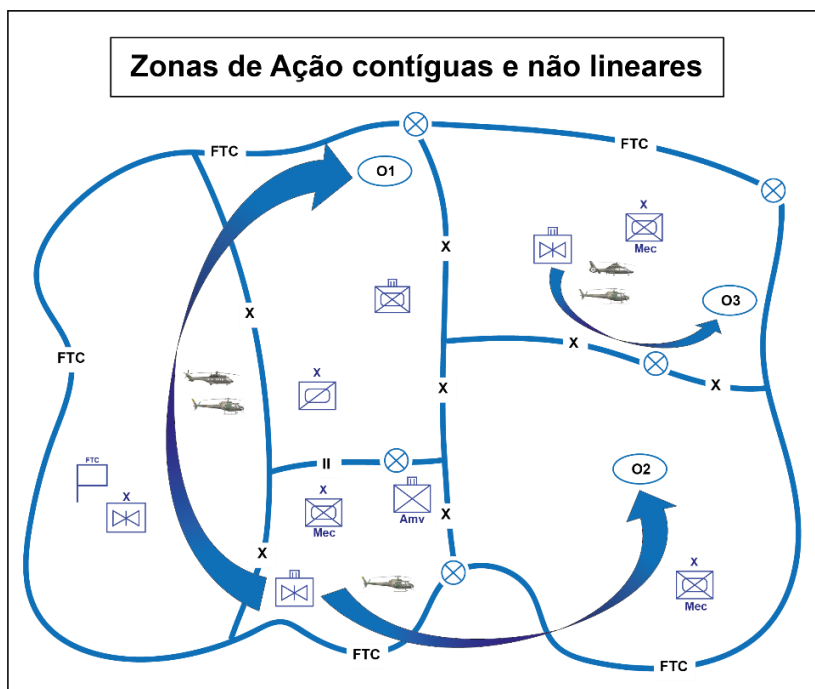 Zonas de Ação contíguas e não lineares
FTC
FTC
O1
X
Mec
X
O3
X
FTC
X
X
X
X
X
II
O2
FTC
X
X
Mec
Amv
X
X
X
Mec
FTC
FTC